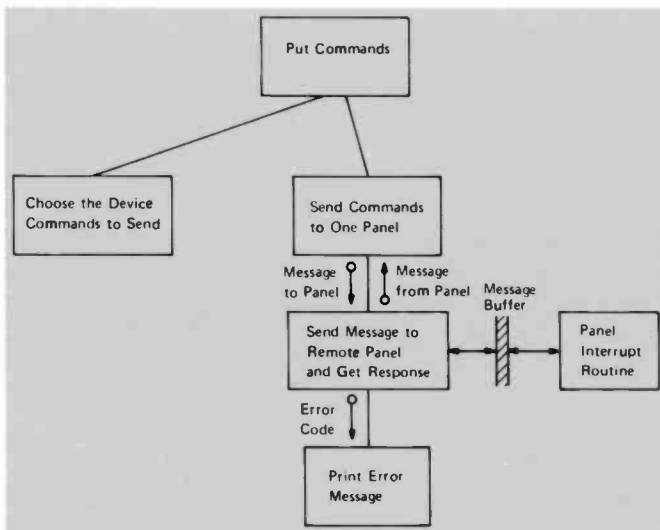 Put Commands
Choose the Device
Commands to Send
Send Commands
to One Panel
Message
to Panel
Message
from Panel
Message
Buffer
Send Message to
Remote Panel
and Get Response
Panel
Interrupt
Routine
Error
Code
Print Error
Message